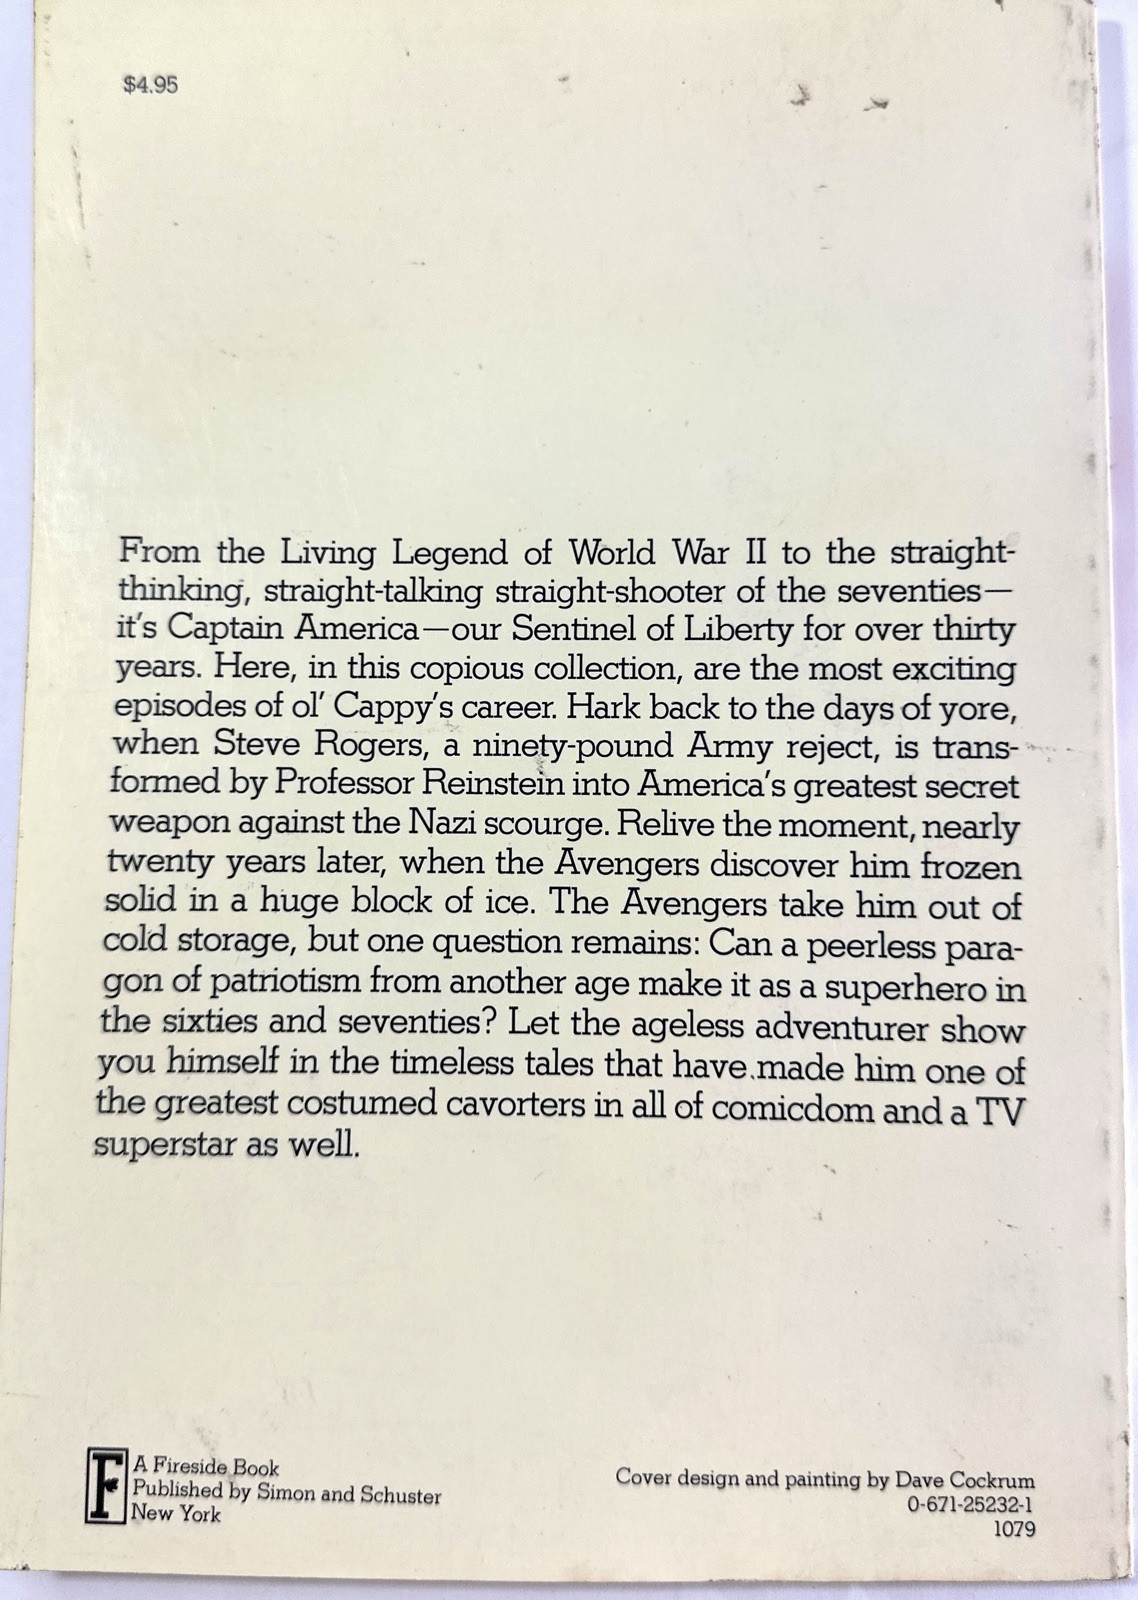 $4.95
From the Living Legend of World War II to the straight-
thinking, straight-talking straight-shooter of the seventies—
it's Captain America—our Sentinel of Liberty for over thirty
years. Here, in this copious collection, are the most exciting
episodes of ol' Cappy's career. Hark back to the days of yore,
when Steve Rogers, a ninety-pound Army reject, is trans-
formed by Professor Reinstein into America's greatest secret
weapon against the Nazi scourge. Relive the moment, nearly
twenty years later, when the Avengers discover him frozen
solid in a huge block of ice. The Avengers take him out of
cold storage, but one question remains: Can a peerless para-
gon of patriotism from another age make it as a superhero in
the sixties and seventies? Let the ageless adventurer show
you himself in the timeless tales that have made him one of
the greatest costumed cavorters in all of comicdom and a TV
superstar as well.
F
A Fireside Book
Published by Simon and Schuster
New York
Cover design and painting by Dave Cockrum
0-671-25232-1
1079